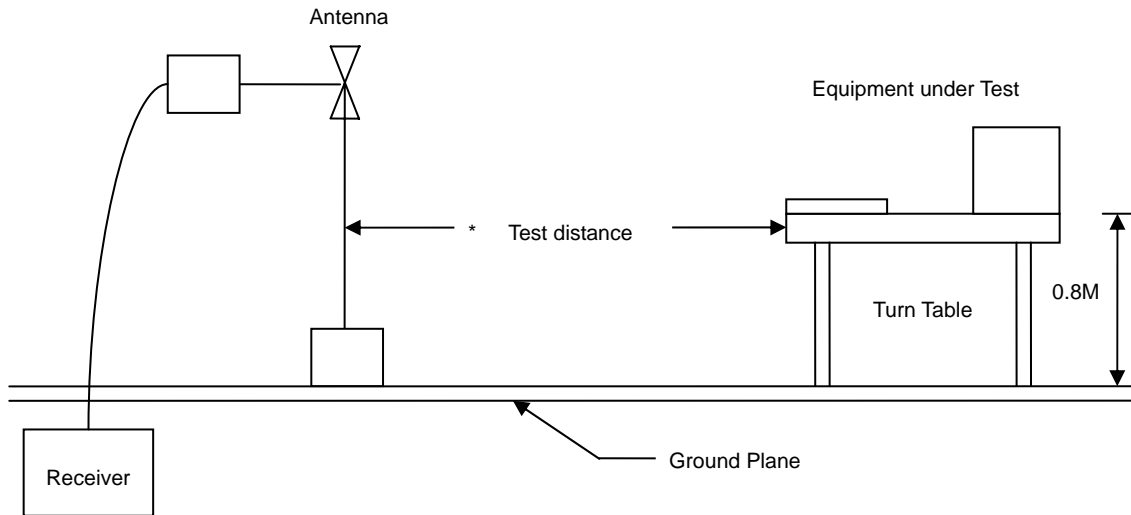 Antenna
Equipment under Test
* Test distance
0.8M
Turn Table
Ground Plane
Receiver